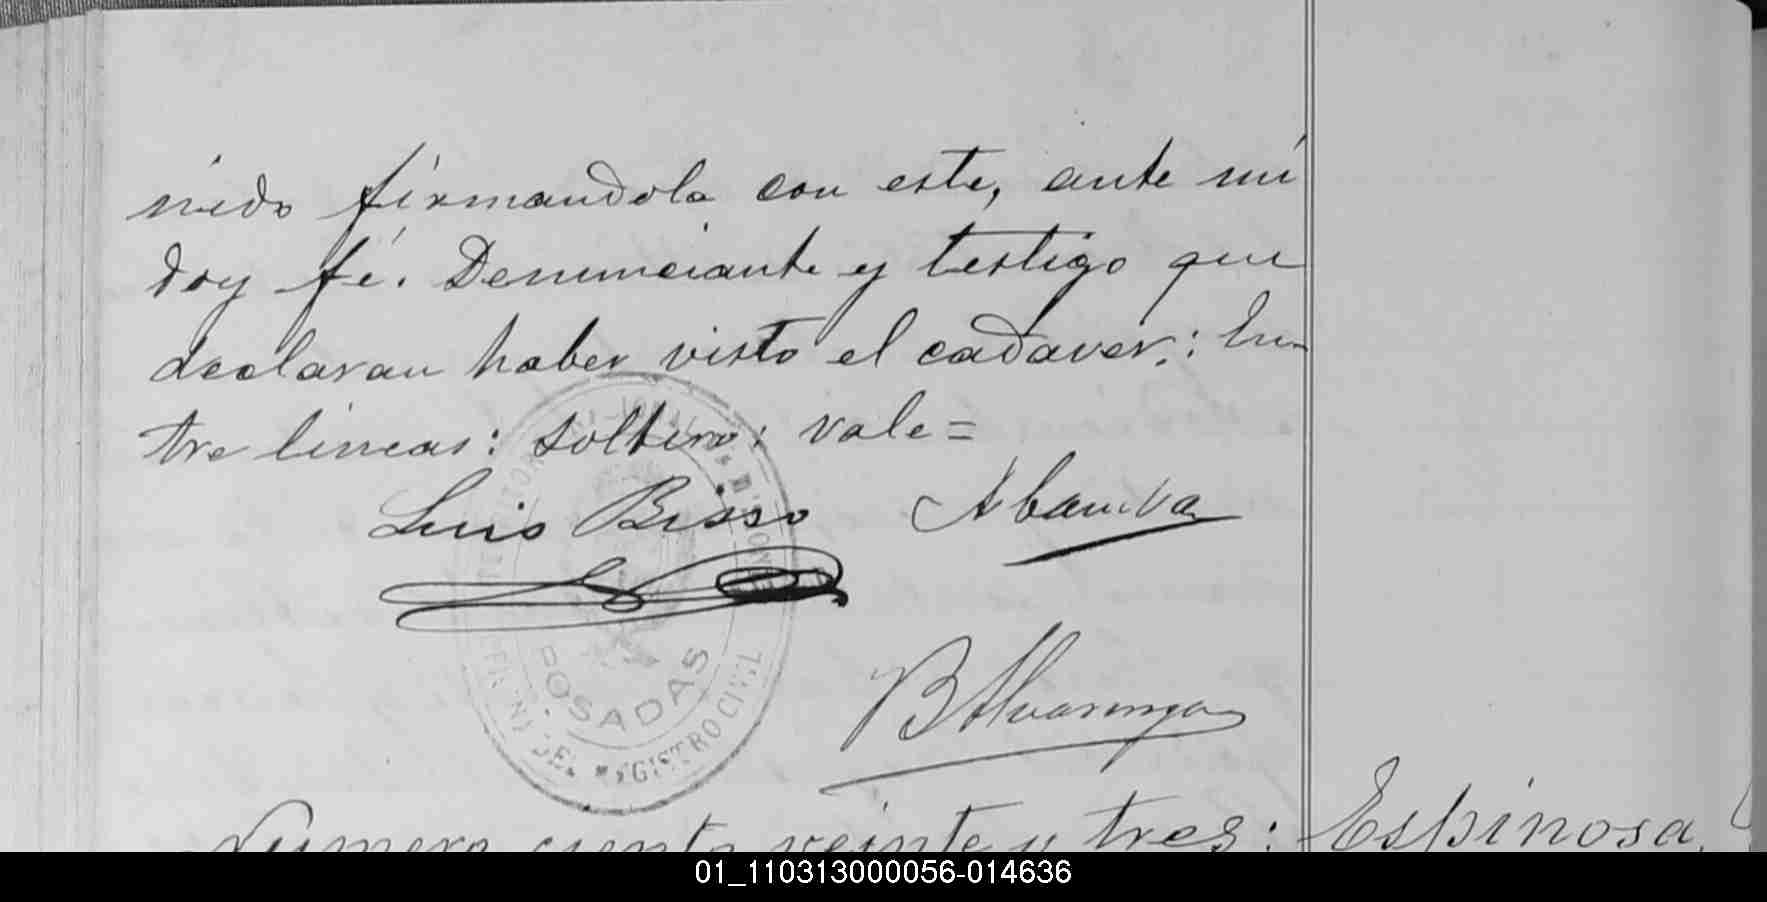 nido firmandola con este, ante mi
doy fé. Denunciante y testigo que
declaran haber visto el cadaver.: En-
tre lineas: soltero: vale=
Luis Bisso
B Alvarenga
POSADAS
DEL REGISTRO CIVIL
Numero ciento veinte y tres: Espinosa,
01_110313000056-014636